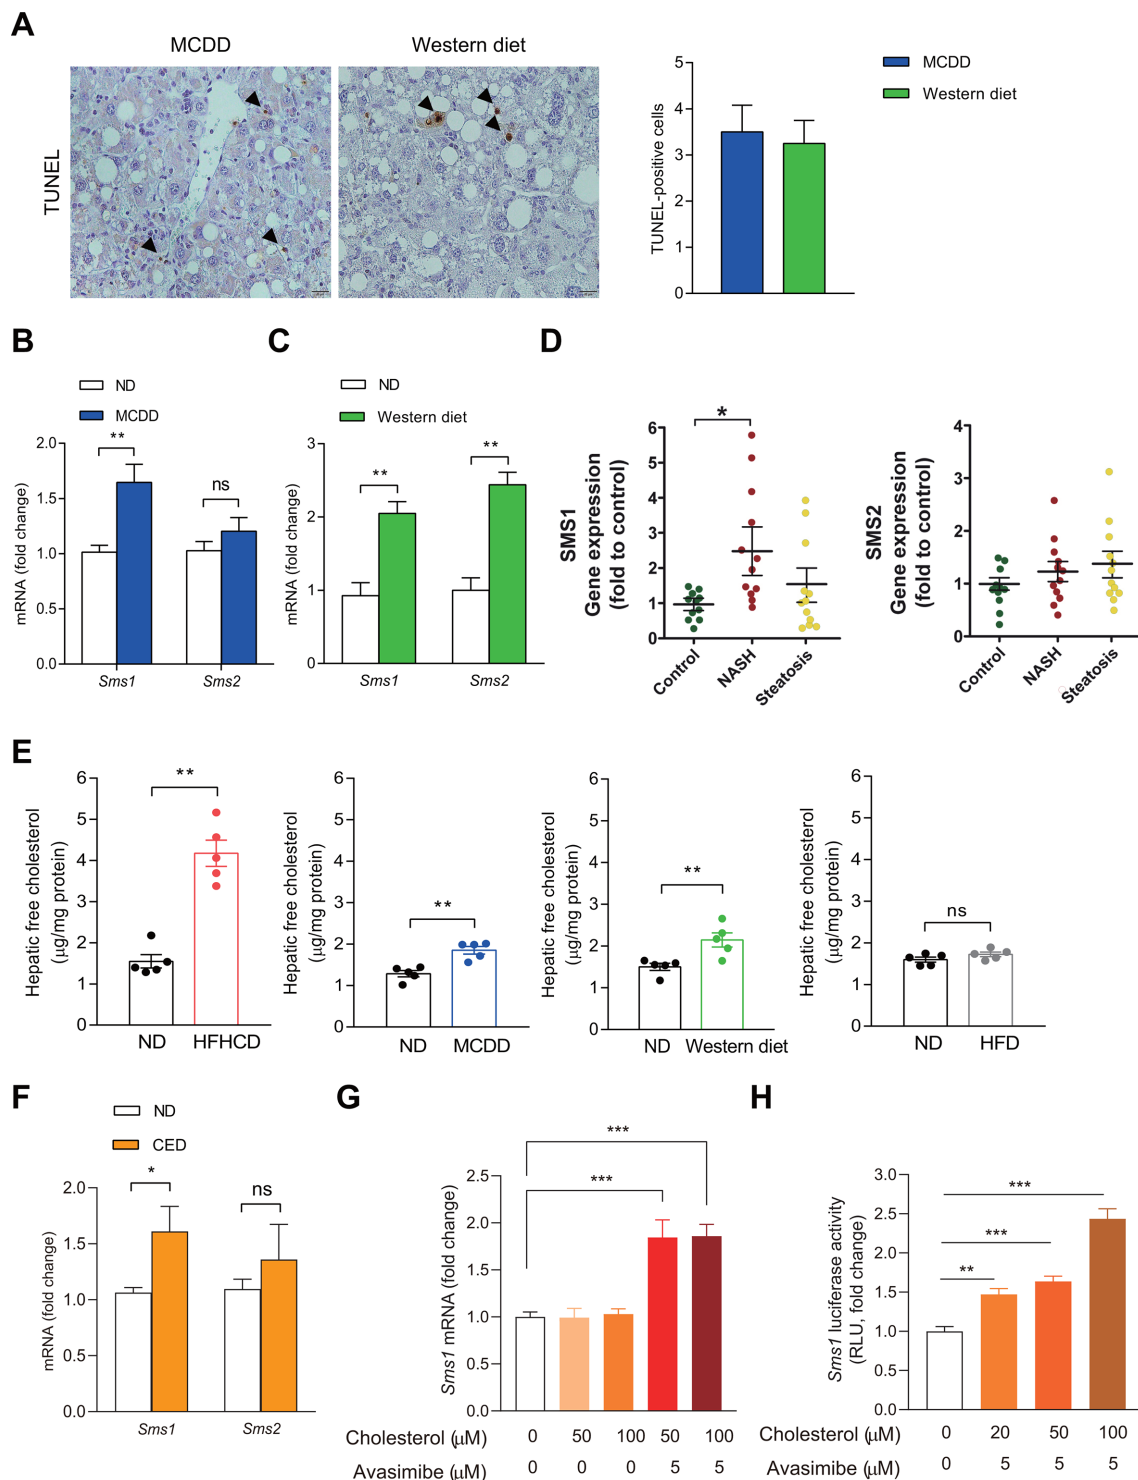 A
MCDD
Western diet
TUNEL
TUNEL-positive cells
5
4
3
2
1
0
MCDD
Western diet
B
ND
MCDD
mRNA (fold change)
2.0
1.5
1.0
0.5
0.0
**
ns
Sms1
Sms2
C
ND
Western diet
mRNA (fold change)
3
2
1
0
**
**
Sms1
Sms2
D
SMS1
Gene expression
(fold to control)
6
5
4
3
2
1
0
*
Control
NASH
Steatosis
SMS2
Gene expression
(fold to control)
4
3
2
1
0
Control
NASH
Steatosis
E
Hepatic free cholesterol
(μg/mg protein)
6
5
4
3
2
1
0
**
ND
HFHCD
Hepatic free cholesterol
(μg/mg protein)
6
5
4
3
2
1
0
**
ND
MCDD
Hepatic free cholesterol
(μg/mg protein)
6
5
4
3
2
1
0
**
ND
Western diet
Hepatic free cholesterol
(μg/mg protein)
6
5
4
3
2
1
0
ns
ND
HFD
F
ND
CED
mRNA (fold change)
2.0
1.5
1.0
0.5
0.0
*
ns
Sms1
Sms2
G
Sms1 mRNA (fold change)
2.5
2.0
1.5
1.0
0.5
0.0
***
***
Cholesterol (μM) 0 50 100 50 100
Avasimibe (μM) 0 0 0 5 5
H
Sms1 luciferase activity
(RLU, fold change)
3.0
2.5
2.0
1.5
1.0
0.5
0.0
***
***
**
Cholesterol (μM) 0 20 50 100
Avasimibe (μM) 0 5 5 5